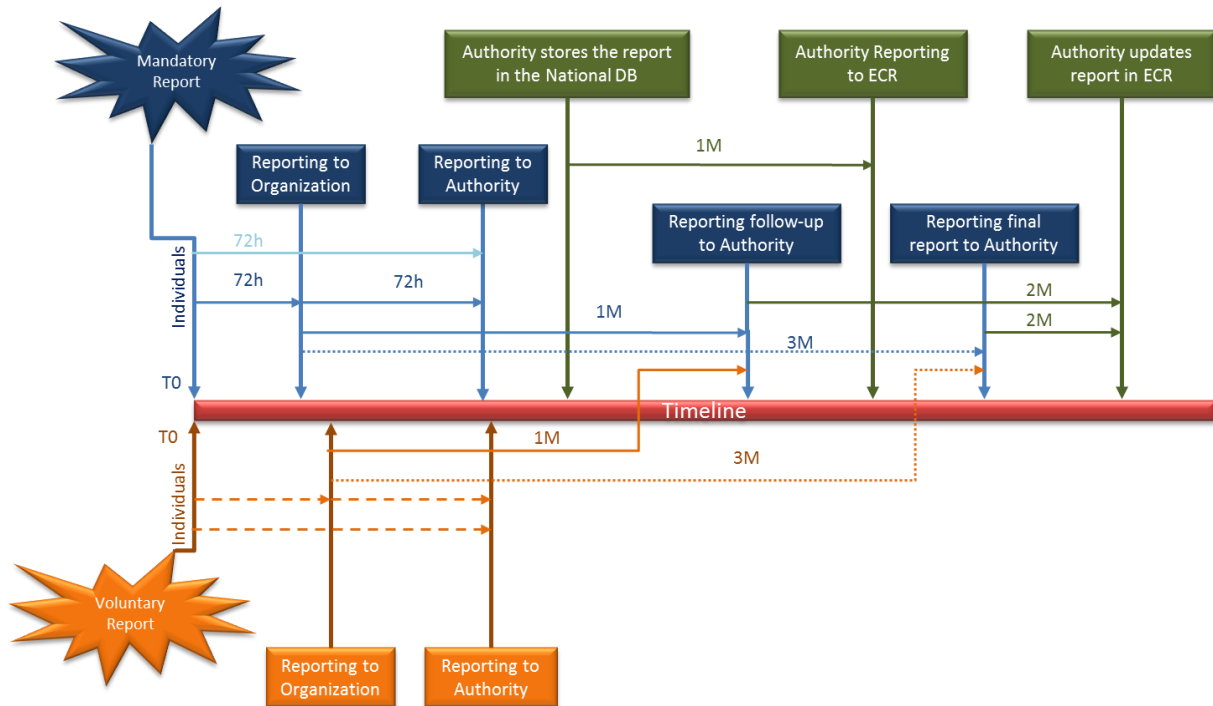 Mandatory
Report
Authority stores the report
in the National DB
Authority Reporting
to ECR
Authority updates
report in ECR
1M
Reporting to
Organization
Reporting to
Authority
Reporting follow-up
to Authority
Reporting final
report to Authority
Individuals
72h
72h
72h
1M
2M
2M
3M
T0
Timeline
T0
1M
3M
Individuals
Voluntary
Report
Reporting to
Organization
Reporting to
Authority